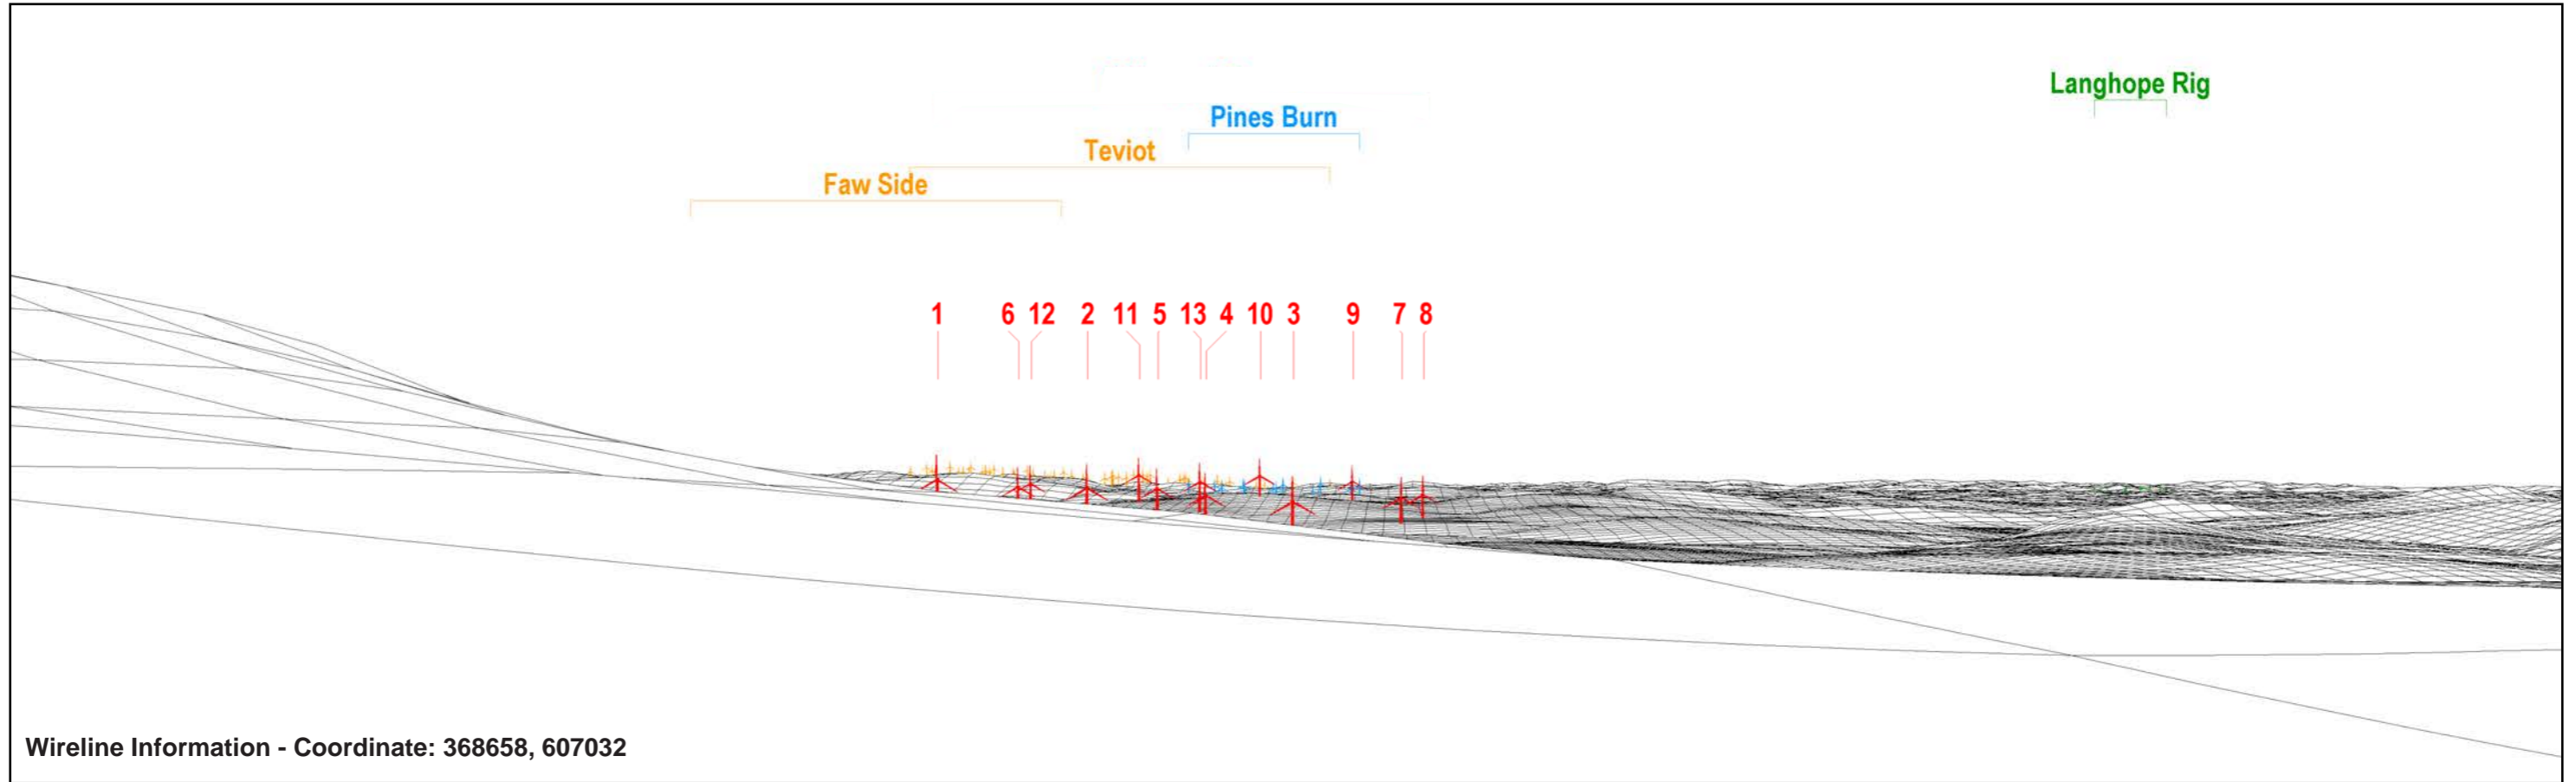 Langhope Rig
Pines Burn
Teviot
Faw Side
1 6 12 2 11 5 13 4 10 3 9 7 8
Wireline Information - Coordinate: 368658, 607032